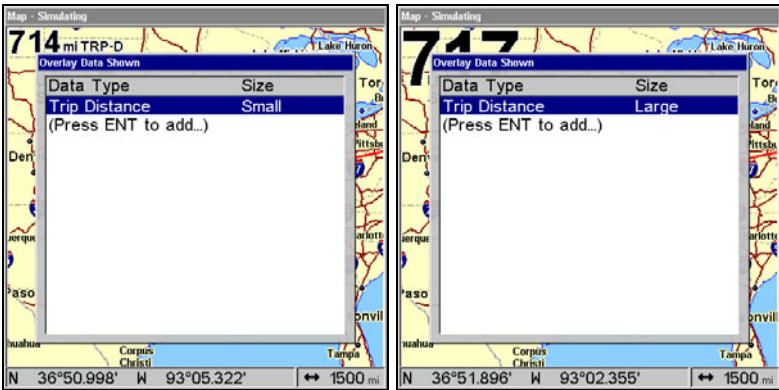 Map - Simulating
714 mi TRP-D
Lake Huron
Overlay Data Shown
Data Type Size
Trip Distance Small
(Press ENT to add...)
Tor
Den
Corpus
Christi
Tampa
N 36°50.998' W 93°05.322' ↔ 1500 mi
Map - Simulating
717
Lake Huron
Overlay Data Shown
Data Type Size
Trip Distance Large
(Press ENT to add...)
Tor
Den
Corpus
Christi
Tampa
N 36°51.896' W 93°02.355' ↔ 1500 mi